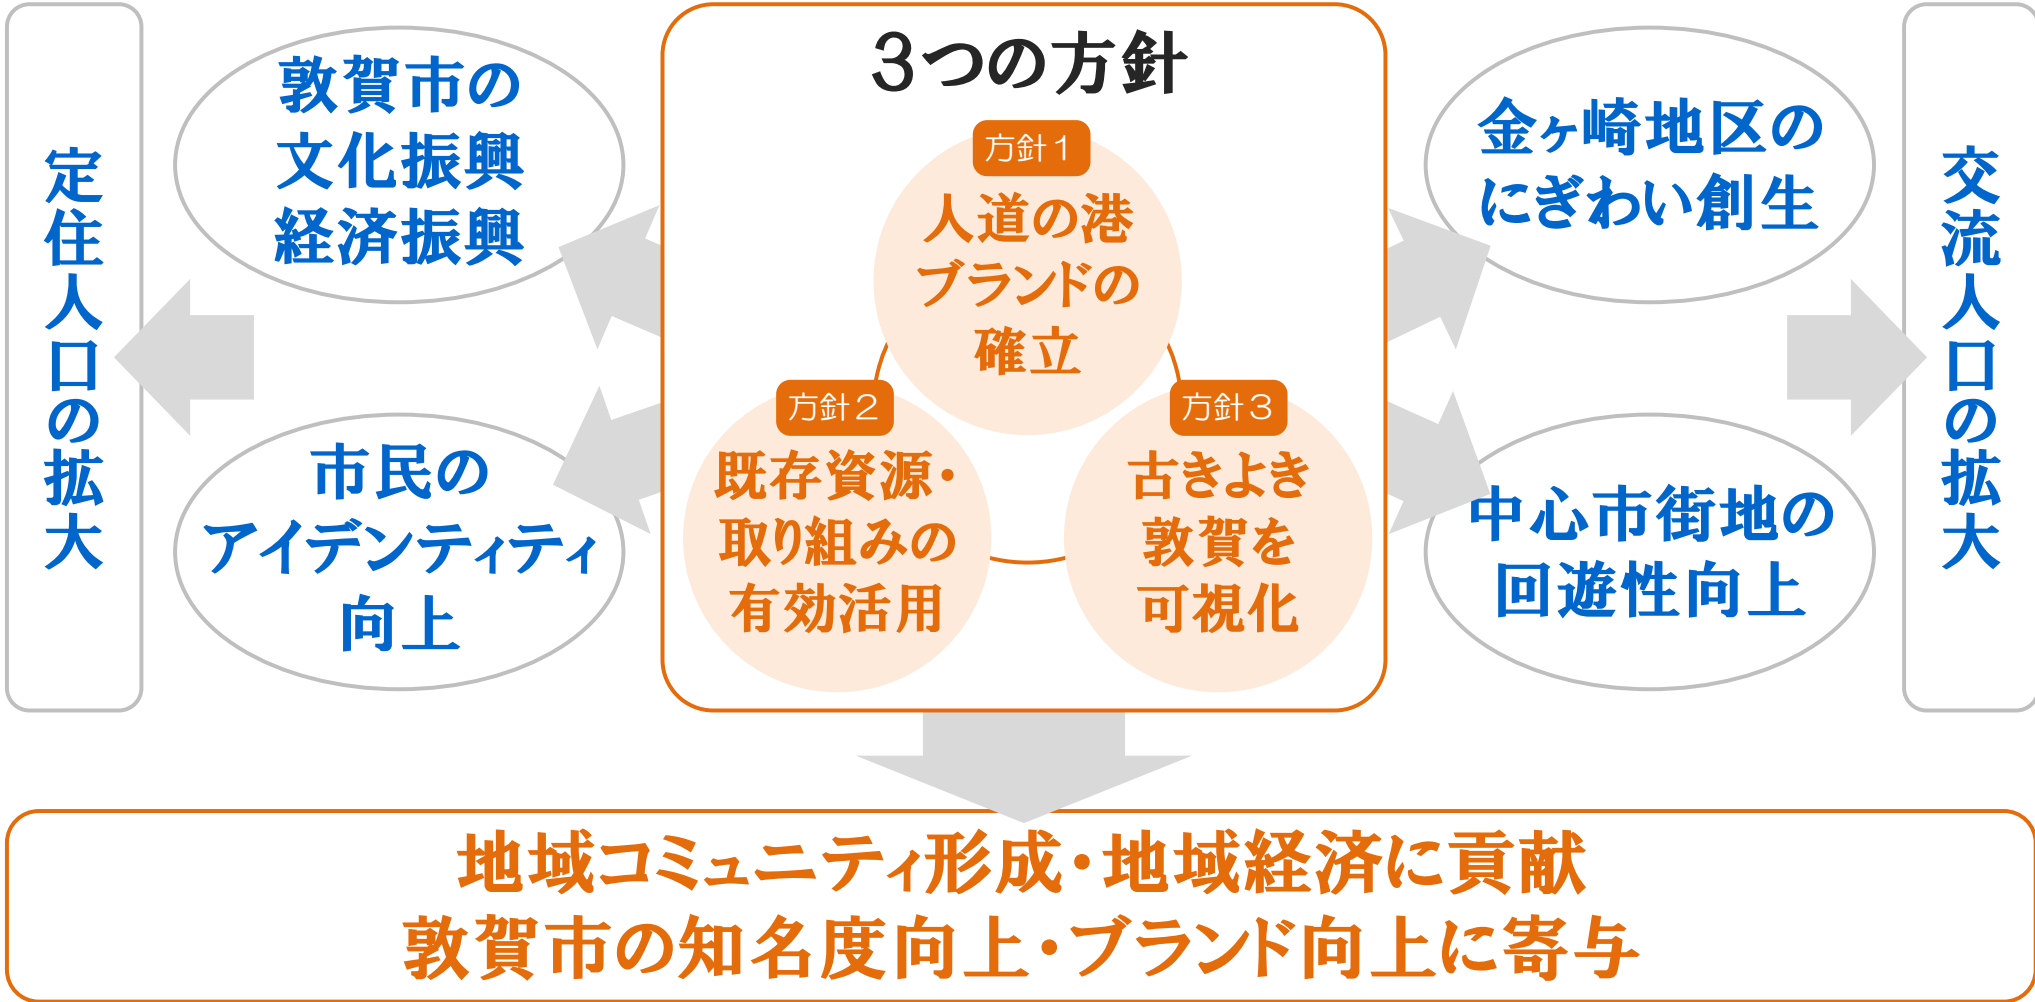 定住人口の拡大
敦賀市の
文化振興
経済振興
市民の
アイデンティティ
向上
3つの方針
方針1
人道の港
ブランドの
確立
方針2
既存資源・
取り組みの
有効活用
方針3
古きよき
敦賀を
可視化
金ヶ崎地区の
にぎわい創生
中心市街地の
回遊性向上
交流人口の拡大
地域コミュニティ形成・地域経済に貢献
敦賀市の知名度向上・ブランド向上に寄与